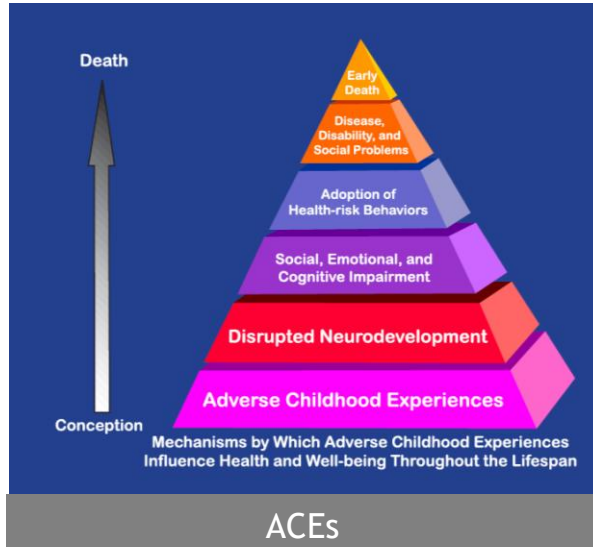 Death
Early
Death
Disease,
Disability, and
Social Problems
Adoption of
Health-risk Behaviors
Social, Emotional, and
Cognitive Impairment
Disrupted Neurodevelopment
Adverse Childhood Experiences
Conception
Mechanisms by Which Adverse Childhood Experiences
Influence Health and Well-being Throughout the Lifespan
ACEs